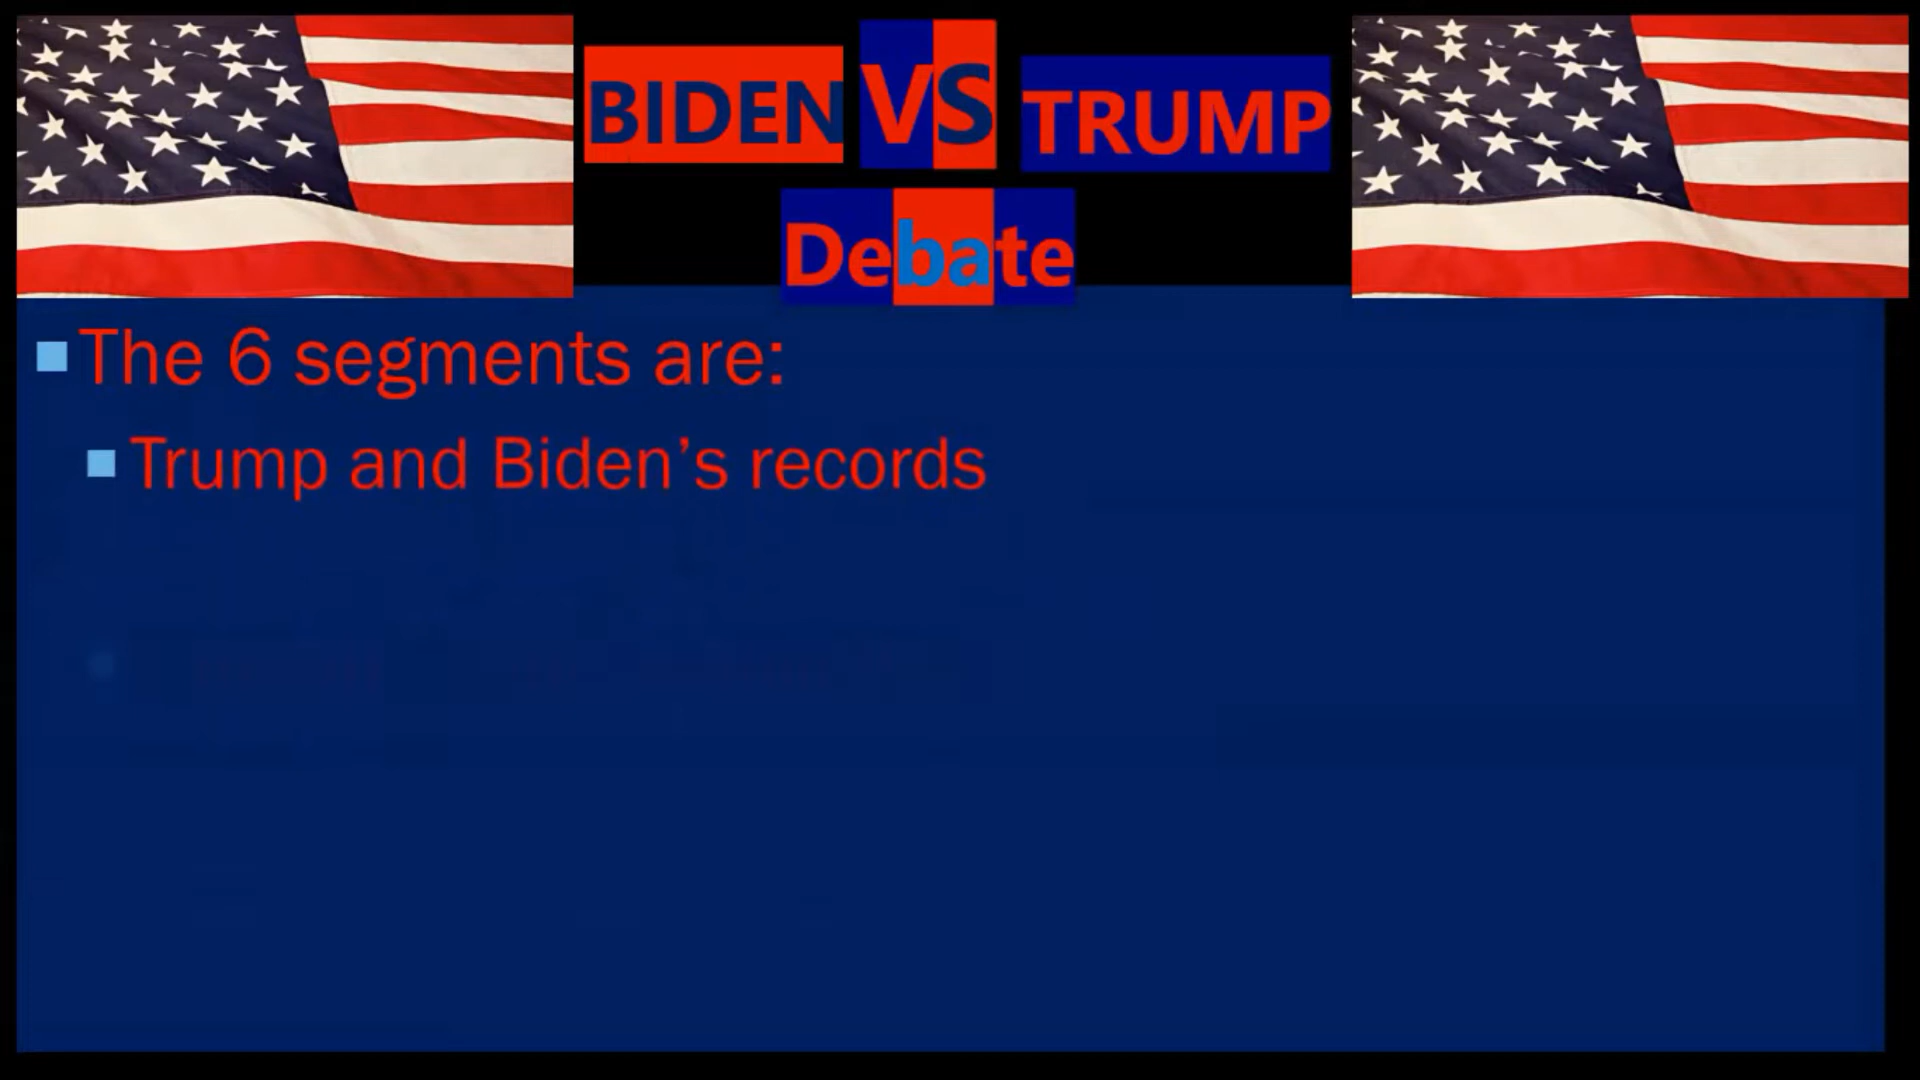 BIDEN VS TRUMP
Debate
The 6 segments are:
Trump and Biden’s records